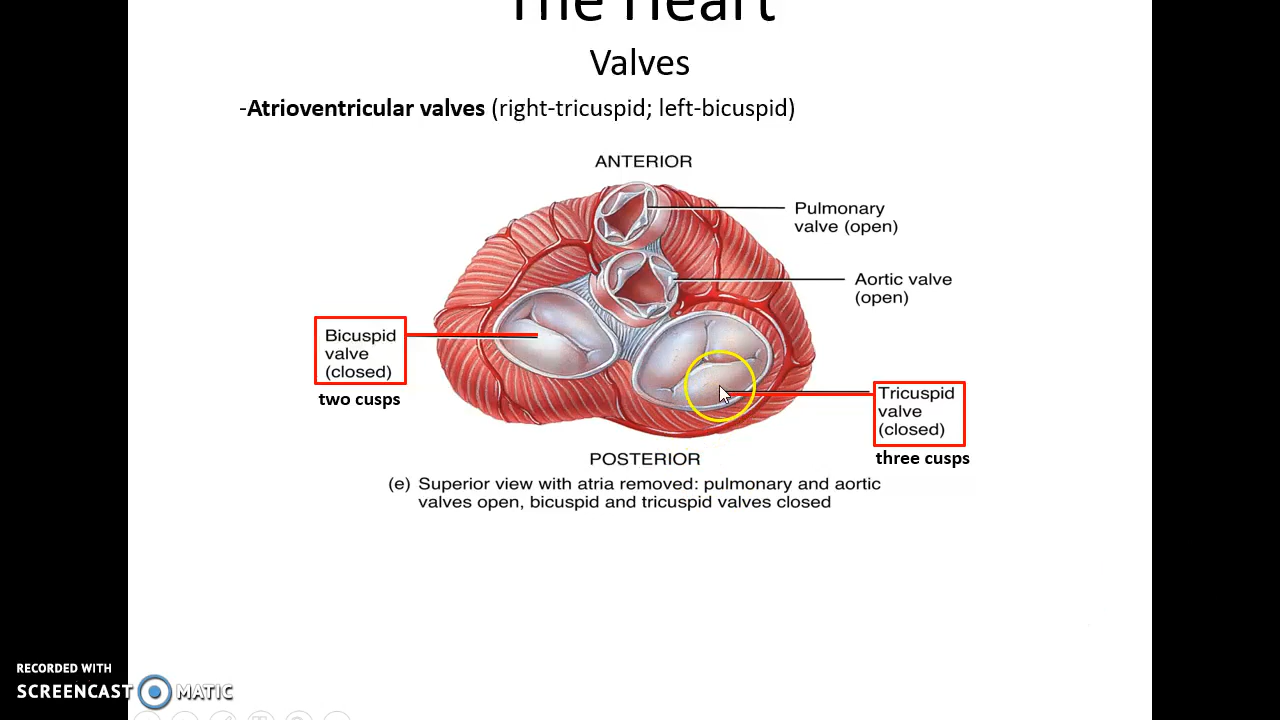 The Heart
Valves
-Atrioventricular valves (right-tricuspid; left-bicuspid)
ANTERIOR
Pulmonary
valve (open)
Aortic valve
(open)
Bicuspid
valve
(closed)
two cusps
Tricuspid
valve
(closed)
three cusps
POSTERIOR
(e) Superior view with atria removed: pulmonary and aortic
valves open, bicuspid and tricuspid valves closed
RECORDED WITH
SCREENCAST MATIC